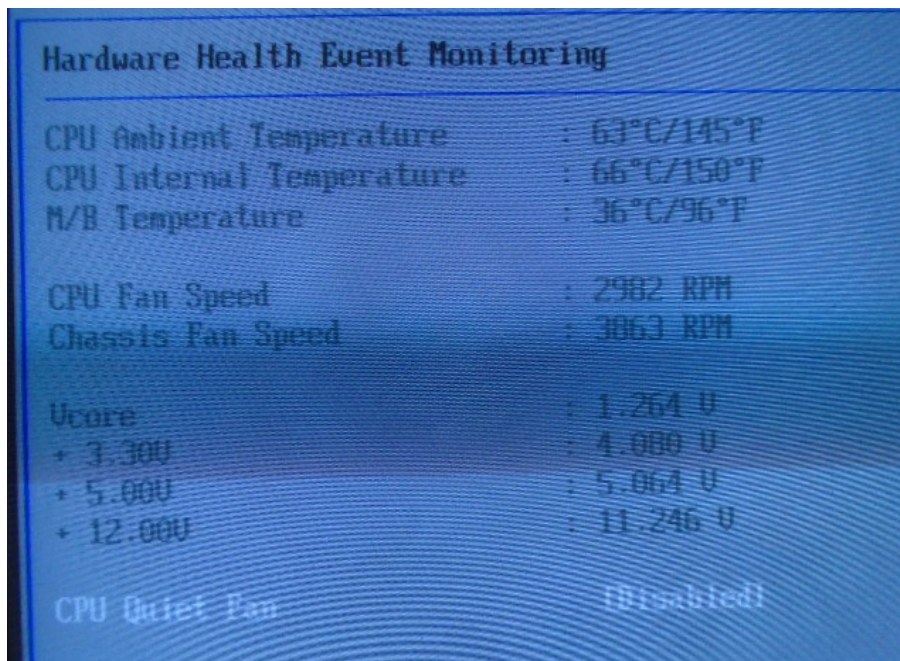 Hardware Health Event Monitoring
CPU Ambient Temperature : 63°C/145°F
CPU Internal Temperature : 66°C/150°F
M/B Temperature : 36°C/96°F
CPU Fan Speed : 2982 RPM
Chassis Fan Speed : 3863 RPM
Vcore : 1.264 V
+ 3.30V : 4.080 V
+ 5.00V : 5.064 V
+ 12.00V : 11.246 V
CPU Quiet Fan [Disabled]